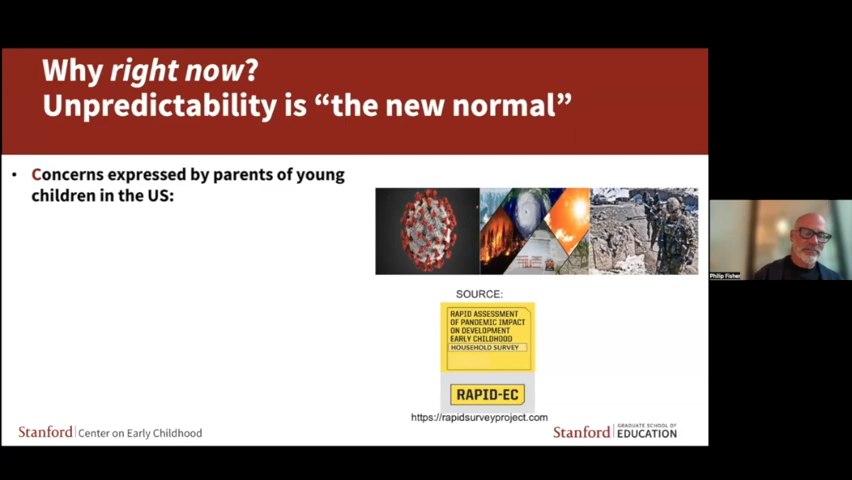 Why right now?
Unpredictability is “the new normal”
• Concerns expressed by parents of young
children in the US:
SOURCE:
RAPID ASSESSMENT
OF PANDEMIC IMPACT
ON DEVELOPMENT
EARLY CHILDHOOD
HOUSEHOLD SURVEY
RAPID-EC
https://rapidsurveyproject.com
Stanford | Center on Early Childhood
Stanford | GRADUATE SCHOOL OF
EDUCATION
Philip Fisher